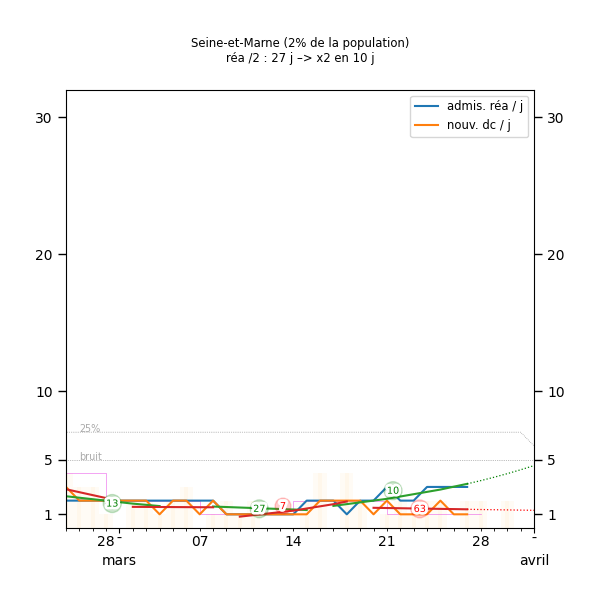 Seine-et-Marne (2% de la population)
réa /2 : 27 j –> x2 en 10 j
admis. réa / j
nouv. dc / j
30 30
20 20
10 10
25%
bruit
5 5
13 27 7 10 63
1 1
28 - 07 14 21 28 -
mars avril